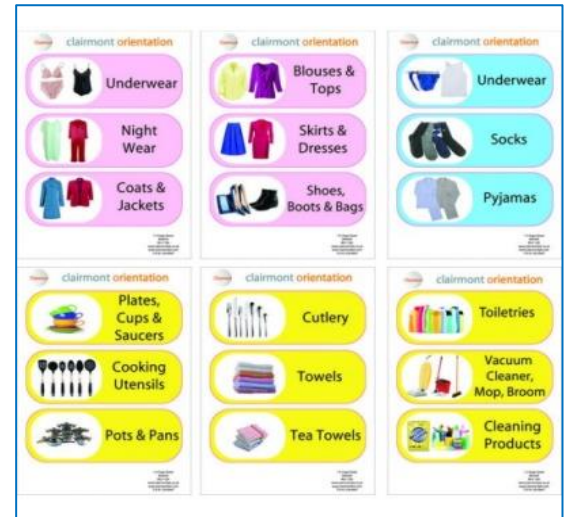 clairmont orientation
Underwear
Night
Wear
Coats &
Jackets
clairmont orientation
Blouses &
Tops
Skirts &
Dresses
Shoes,
Boots & Bags
clairmont orientation
Underwear
Socks
Pyjamas
clairmont orientation
Plates,
Cups &
Saucers
Cooking
Utensils
Pots & Pans
clairmont orientation
Cutlery
Towels
Tea Towels
clairmont orientation
Toiletries
Vacuum
Cleaner,
Mop, Broom
Cleaning
Products